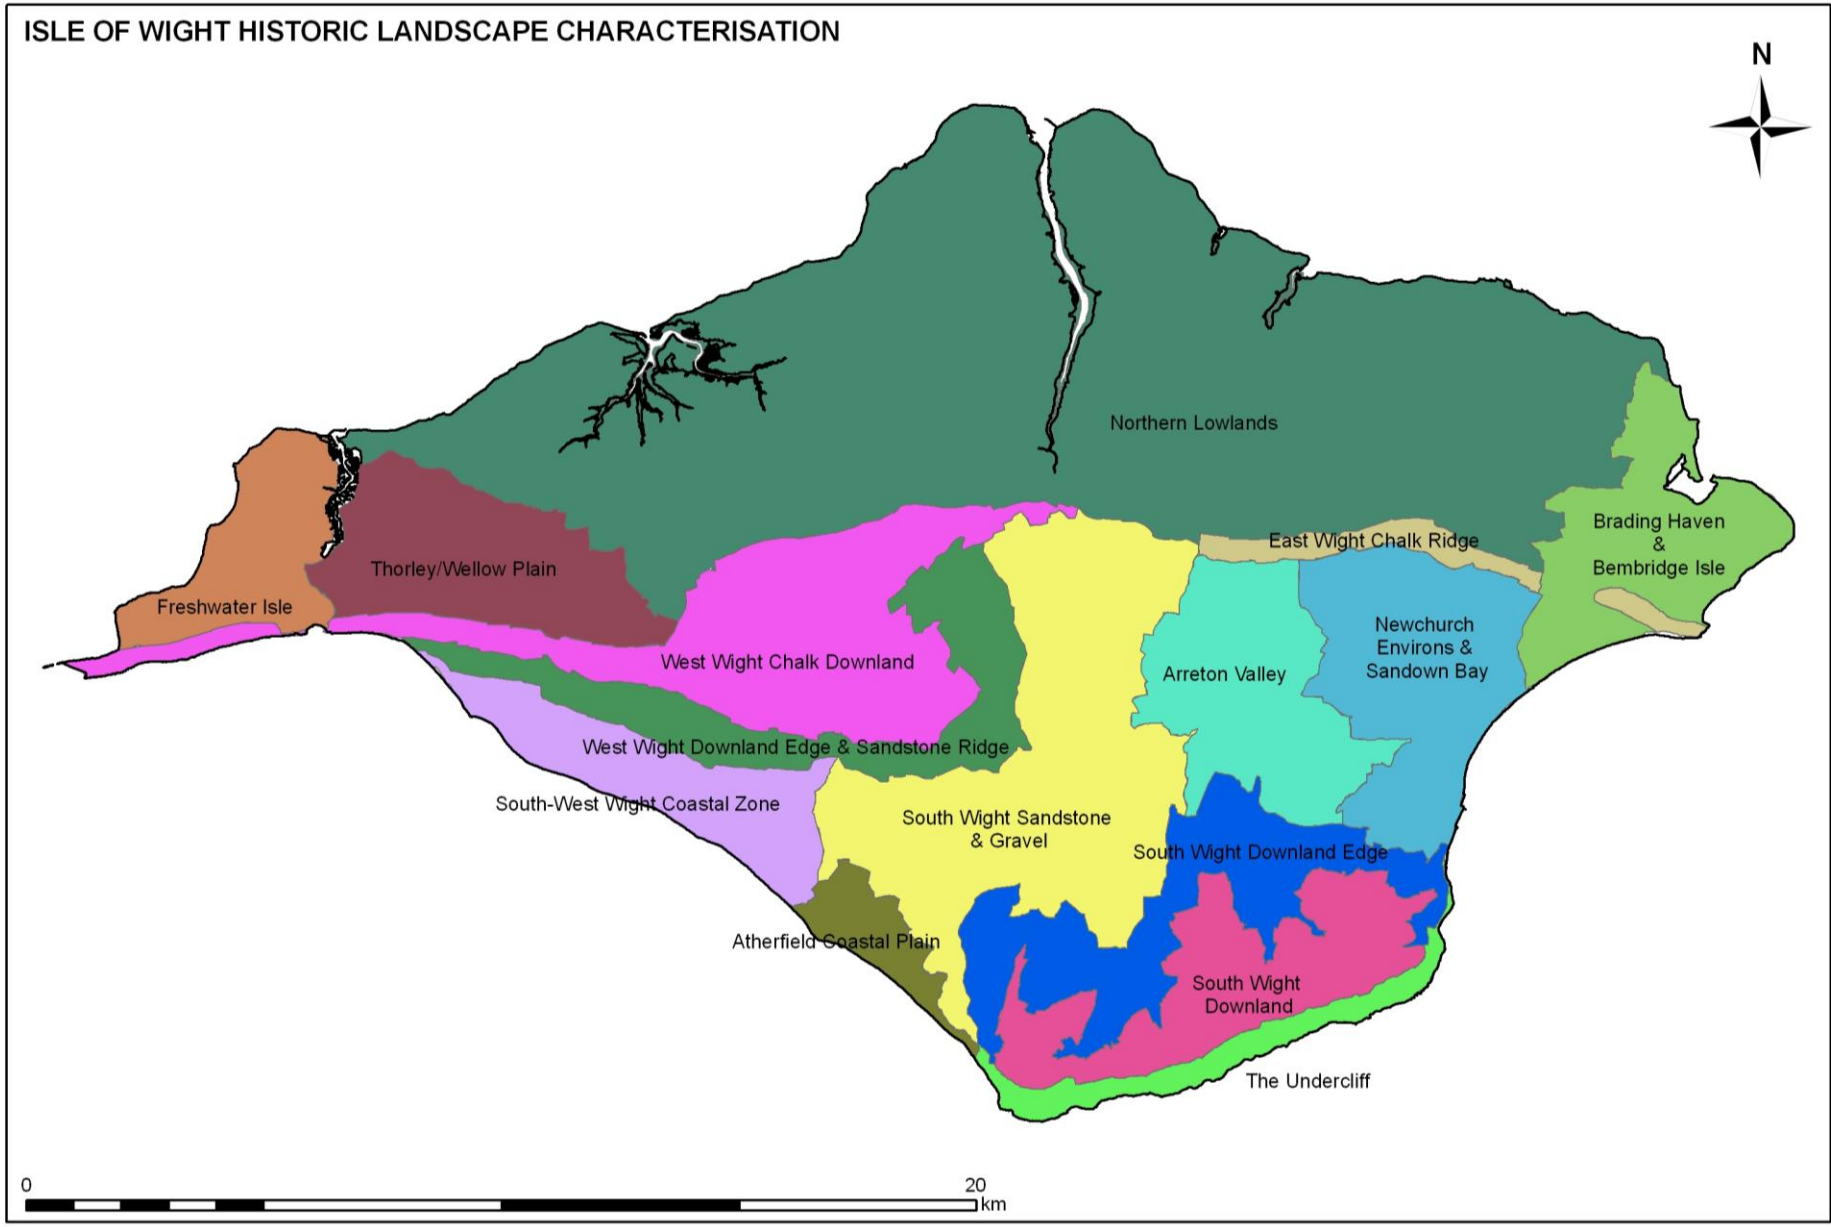 ISLE OF WIGHT HISTORIC LANDSCAPE CHARACTERISATION
N
Northern Lowlands
Brading Haven
&
Bembridge Isle
East Wight Chalk Ridge
Thorley/Wellow Plain
Freshwater Isle
Newchurch
Environs &
Sandown Bay
West Wight Chalk Downland
Arreton Valley
West Wight Downland Edge & Sandstone Ridge
South-West Wight Coastal Zone
South Wight Sandstone
& Gravel
South Wight Downland Edge
Atherfield Coastal Plain
South Wight
Downland
The Undercliff
0
20
km